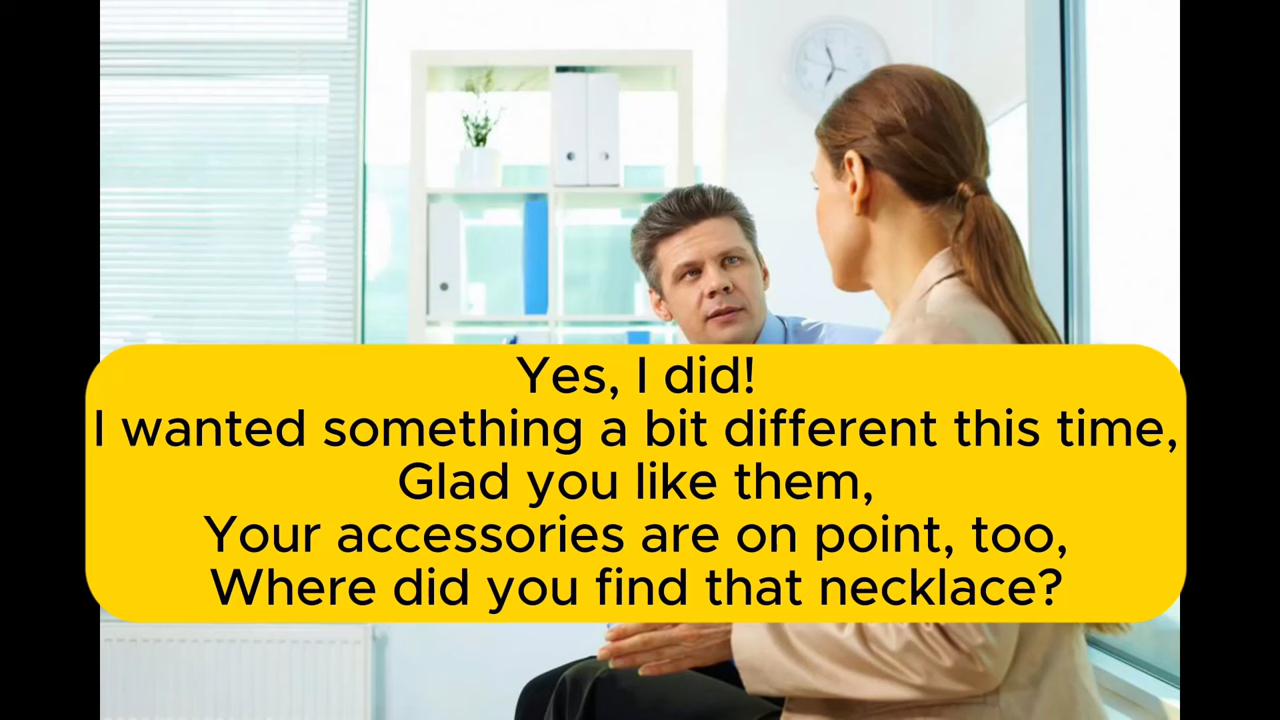 Yes, I did!
I wanted something a bit different this time,
Glad you like them,
Your accessories are on point, too,
Where did you find that necklace?